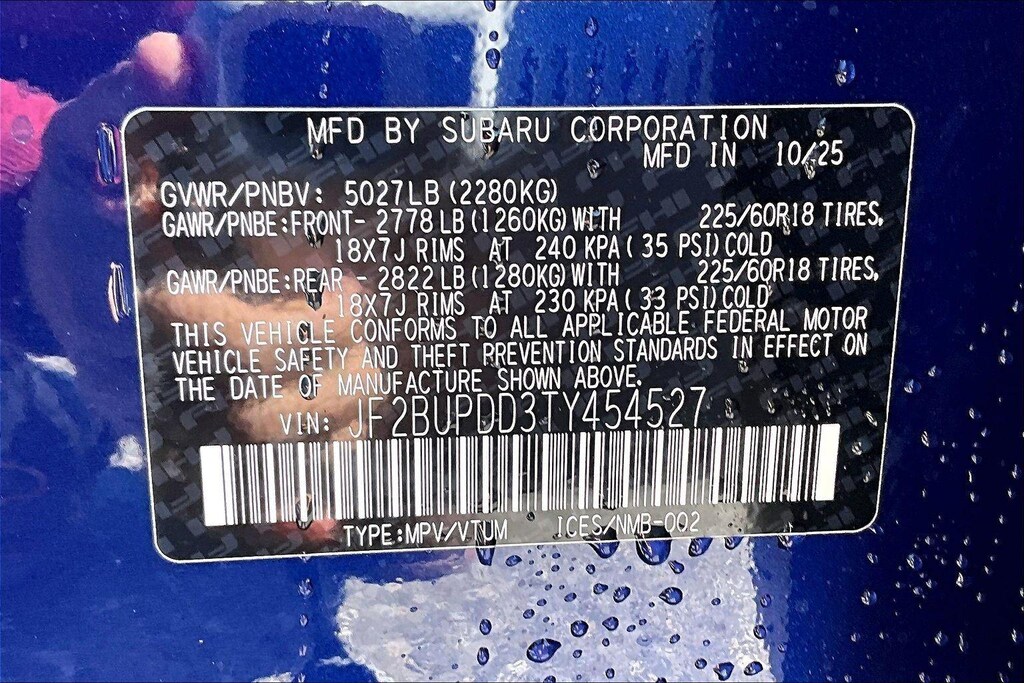 MFD BY SUBARU CORPORATION
MFD IN 10/25
GVWR/PNBV: 5027LB (2280KG)
GAWR/PNBE:FRONT- 2778 LB (1260KG) WITH 225/60R18 TIRES,
18X7J RIMS AT 240 KPA ( 35 PSI) COLD
GAWR/PNBE:REAR - 2822 LB (1280KG) WITH 225/60R18 TIRES,
18X7J RIMS AT 230 KPA ( 33 PSI) COLD
THIS VEHICLE CONFORMS TO ALL APPLICABLE FEDERAL MOTOR
VEHICLE SAFETY AND THEFT PREVENTION STANDARDS IN EFFECT ON
THE DATE OF MANUFACTURE SHOWN ABOVE.
VIN: JF2BUPDD3TY454527
TYPE:MPV/VTUM ICES/NMB-002